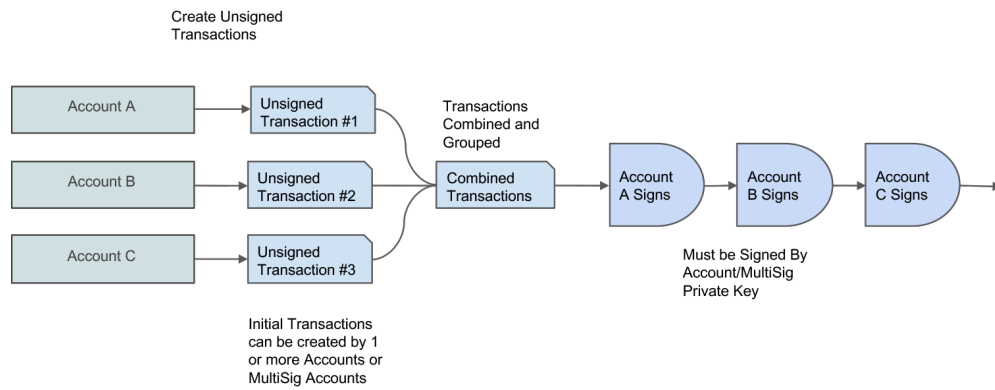 Create Unsigned
Transactions
Account A
Unsigned
Transaction #1
Transactions
Combined and
Grouped
Account B
Unsigned
Transaction #2
Combined
Transactions
Account
A Signs
Account
B Signs
Account
C Signs
Account C
Unsigned
Transaction #3
Must be Signed By
Account/MultiSig
Private Key
Initial Transactions
can be created by 1
or more Accounts or
MultiSig Accounts